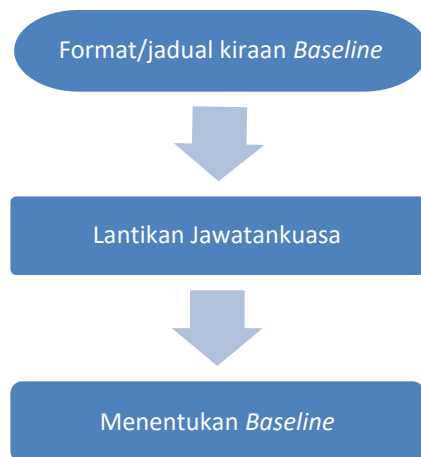 Format/jadual kiraan Baseline
Lantikan Jawatankuasa
Menentukan Baseline